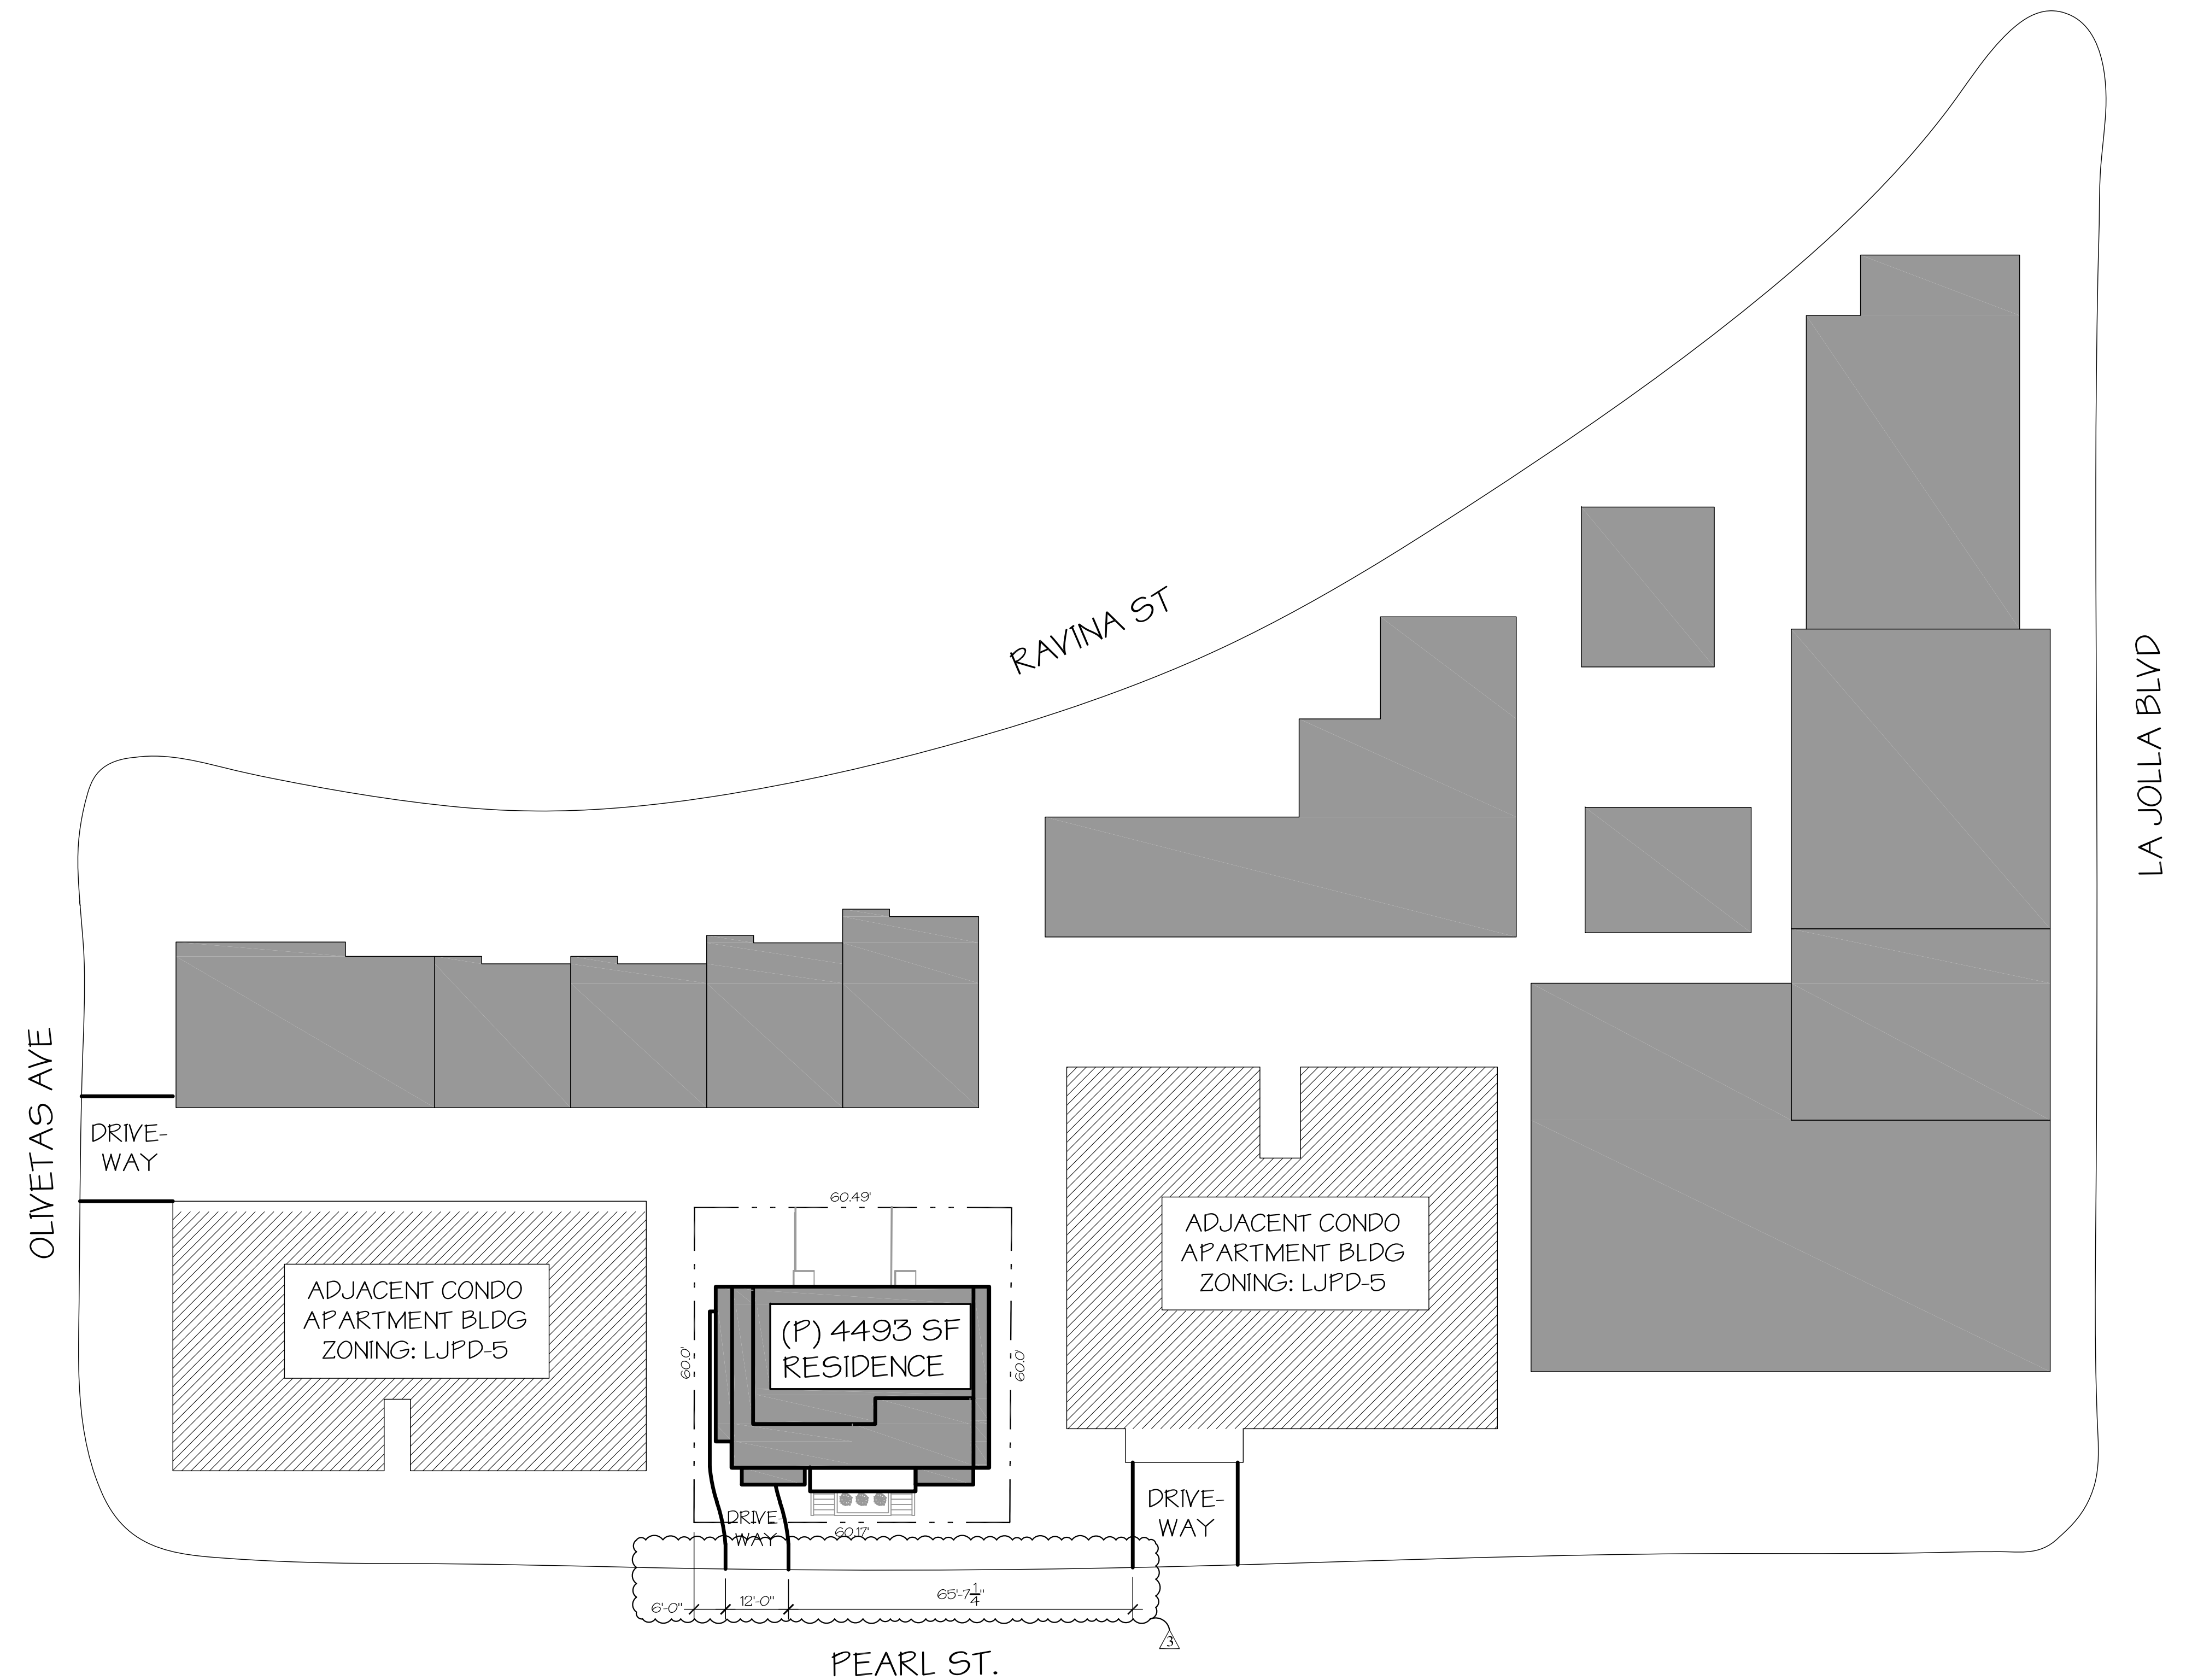 RAVINA ST
LA JOLLA BLVD
OLIVETAS AVE
DRIVE-
WAY
ADJACENT CONDO
APARTMENT BLDG
ZONING: LJPD-5
60.49'
60.0'
(P) 4493 SF
RESIDENCE
60.0'
ADJACENT CONDO
APARTMENT BLDG
ZONING: LJPD-5
DRIVE-
WAY
60.17'
DRIVE-
WAY
6'-0"
12'-0"
65'-7 1/4"
3
PEARL ST.